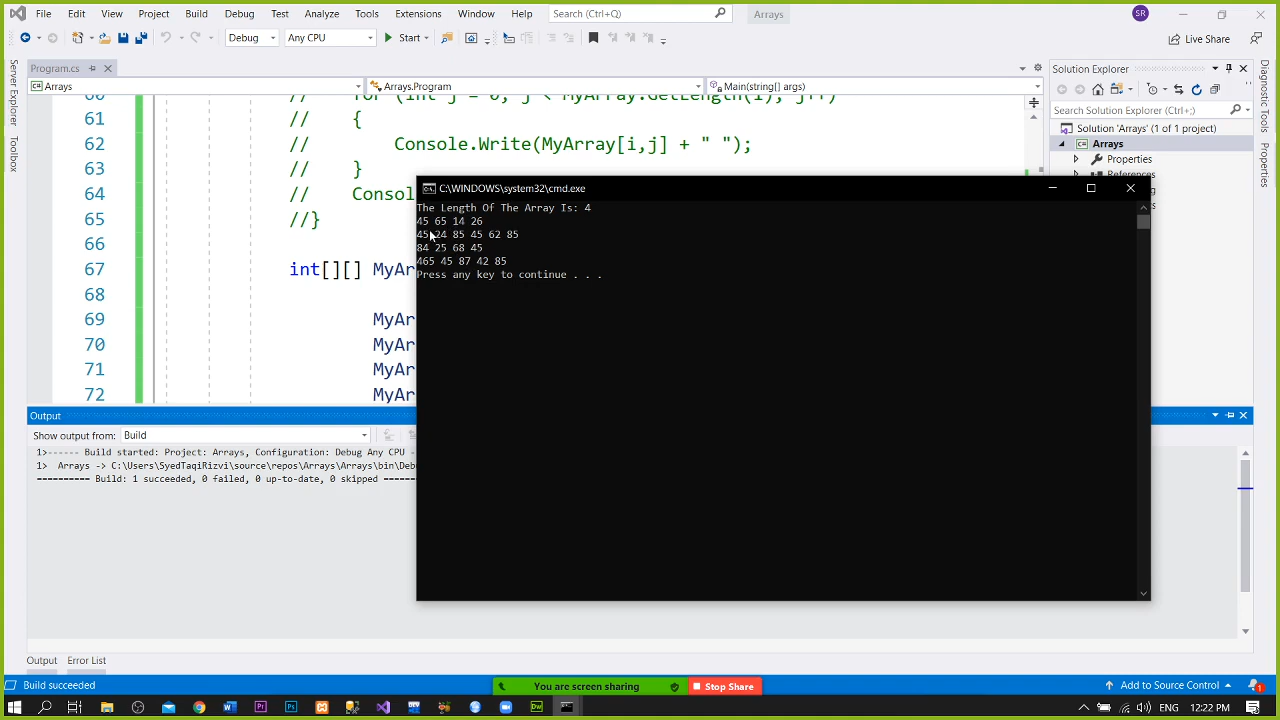 File Edit View Project Build Debug Test Analyze Tools Extensions Window Help Search (Ctrl+Q) Arrays SR
Debug Any CPU Start Live Share
Server Explorer
Toolbox
Program.cs
Arrays Arrays.Program Main(string[] args)
60 // for (int j = 0; j < MyArray.GetLength(i); j++)
61 // {
62 // Console.Write(MyArray[i,j] + " ");
63 // }
64 // Consol
65 //}
66
67 int[][] MyAr
68
69 MyAr
70 MyAr
71 MyAr
72 MyAr
C:\WINDOWS\system32\cmd.exe
The Length Of The Array Is: 4
45 65 14 26
45 24 85 45 62 85
84 25 68 45
465 45 87 42 85
Press any key to continue . . .
Solution Explorer
Search Solution Explorer (Ctrl+;)
Solution 'Arrays' (1 of 1 project)
Arrays
Properties
References
Diagnostic Tools
Properties
Output
Show output from: Build
1>------ Build started: Project: Arrays, Configuration: Debug Any CPU -
1> Arrays -> C:\Users\SyedTaqiRizvi\source\repos\Arrays\Arrays\bin\Deb
========== Build: 1 succeeded, 0 failed, 0 up-to-date, 0 skipped ======
Output Error List
Build succeeded
You are screen sharing Stop Share
Add to Source Control 1
12:22 PM